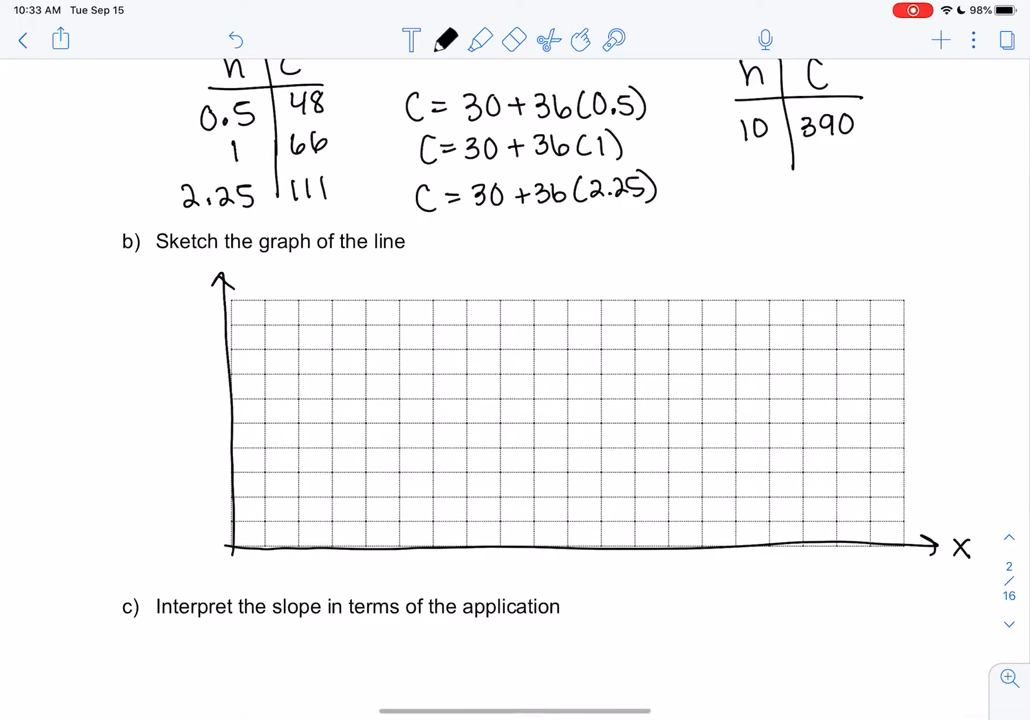 10:33 AM Tue Sep 15
98%
T
n C
0.5 48
1 66
2.25 111
C = 30 + 36(0.5)
C = 30 + 36(1)
C = 30 + 36(2.25)
n C
10 390
b) Sketch the graph of the line
X
c) Interpret the slope in terms of the application
2
/
16